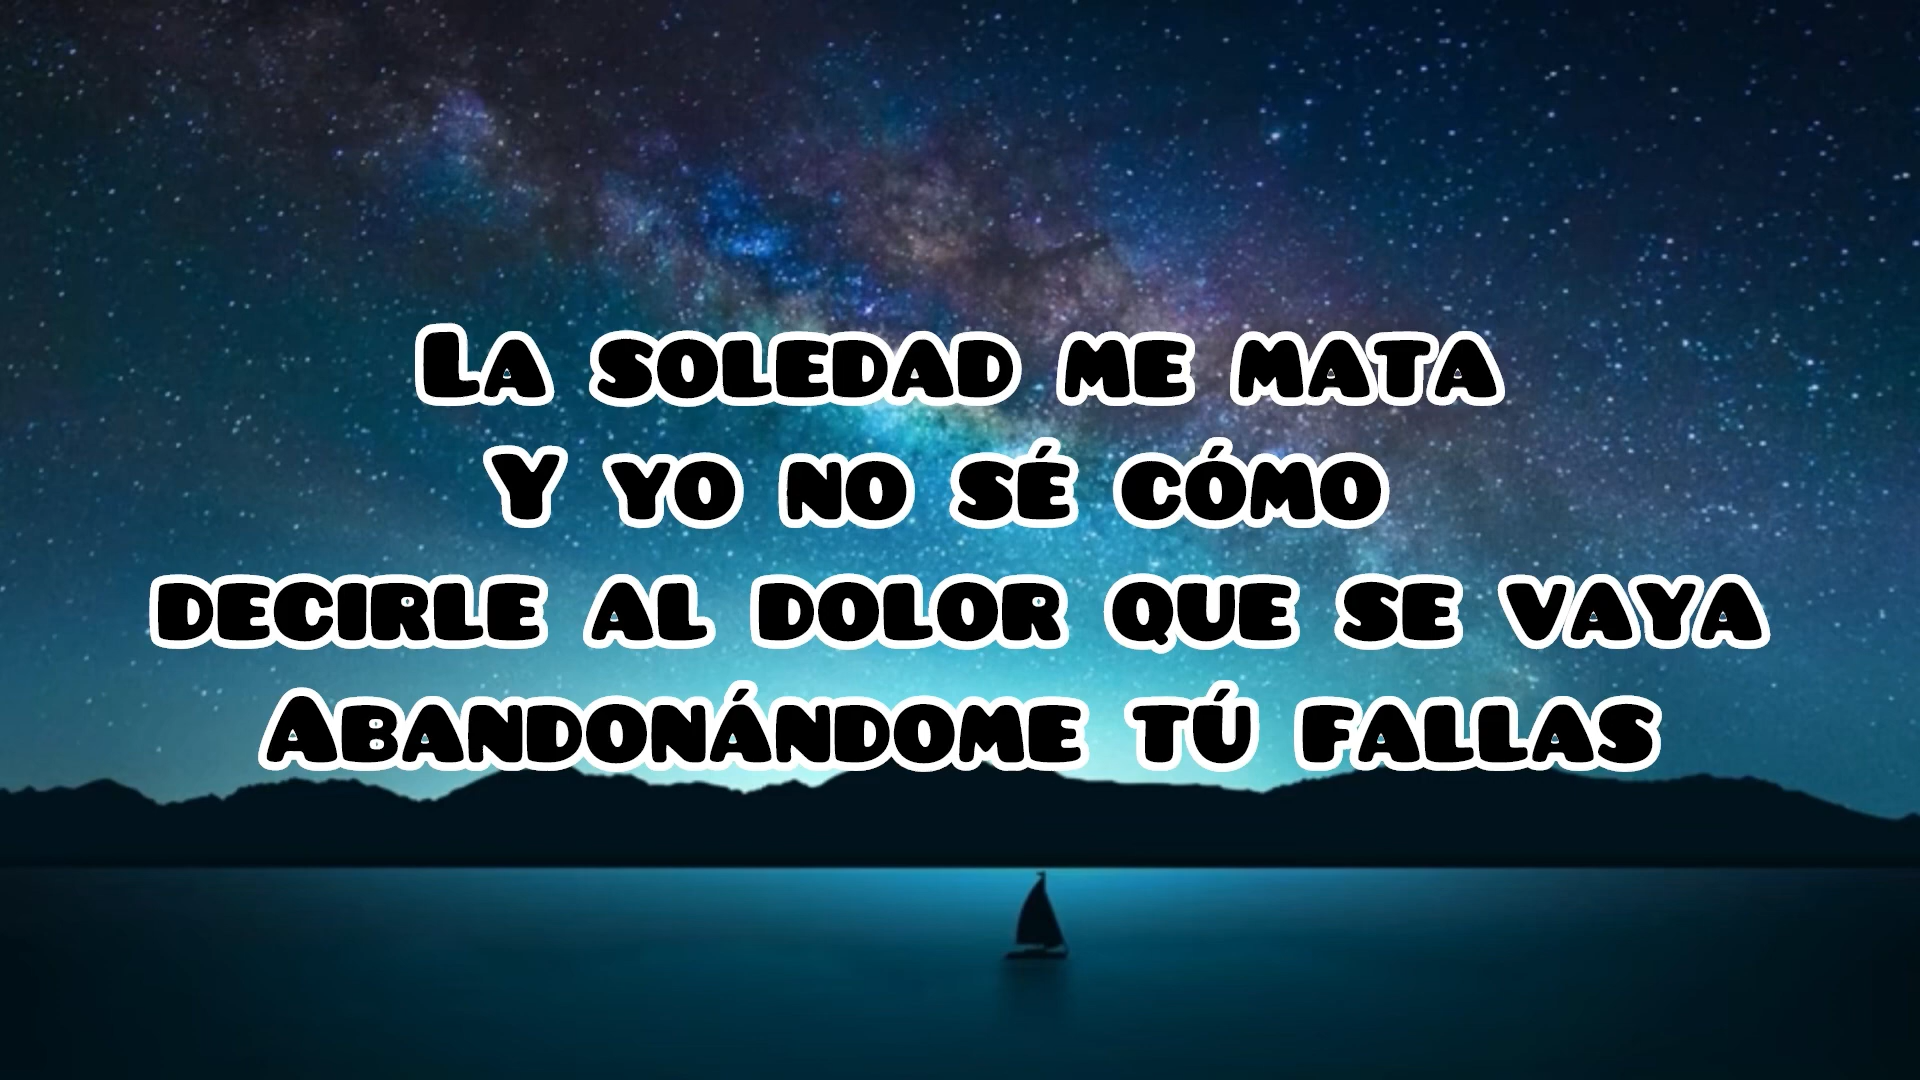 La soledad me mata
Y yo no sé cómo
decirle al dolor que se vaya
Abandonándome tú fallas